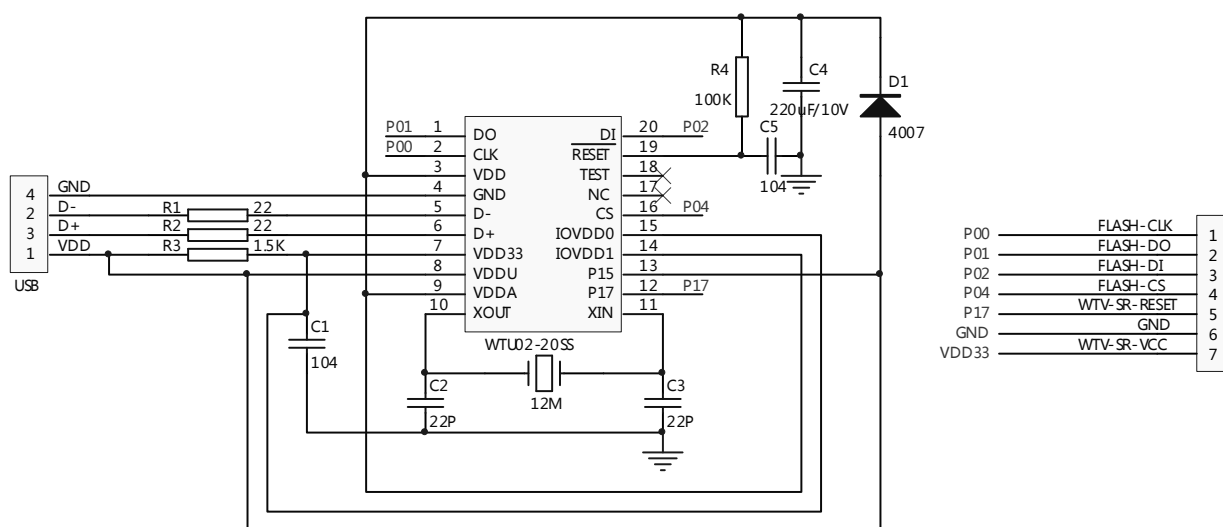 R4
100K
C4
220uF/10V
D1
4007
C5
104
P01 1 DO DI 20 P02
P00 2 CLK RESET 19
3 VDD TEST 18
4 GND NC 17
5 D- CS 16 P04
6 D+ IOVDD0 15
7 VDD33 IOVDD1 14
8 VDDU P15 13
9 VDDA P17 12 P17
10 XOUT XIN 11
WTU02-20SS
4 GND
2 D- R1 22
3 D+ R2 22
1 VDD R3 1.5K
USB
C1
104
12M
C2
22P
C3
22P
P00 FLASH-CLK 1
P01 FLASH-DO 2
P02 FLASH-DI 3
P04 FLASH-CS 4
P17 WTV-SR-RESET 5
GND GND 6
VDD33 WTV-SR-VCC 7